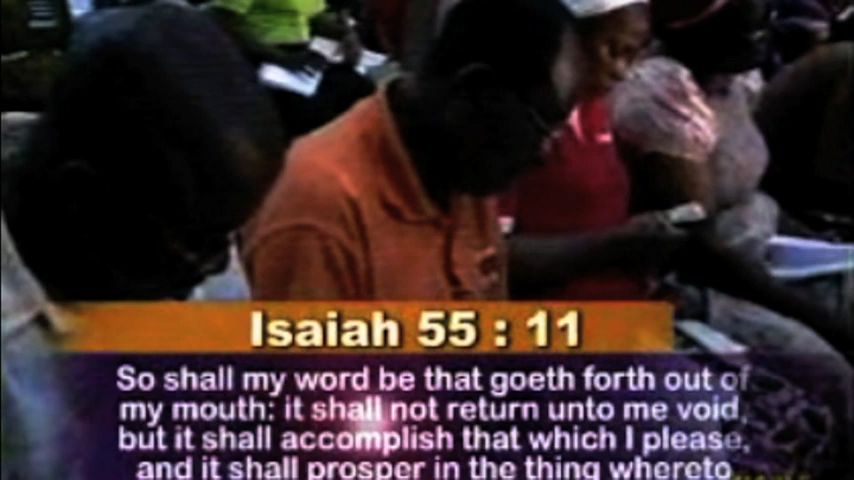 Isaiah 55 : 11
So shall my word be that goeth forth out of
my mouth: it shall not return unto me void,
but it shall accomplish that which I please,
and it shall prosper in the thing whereto